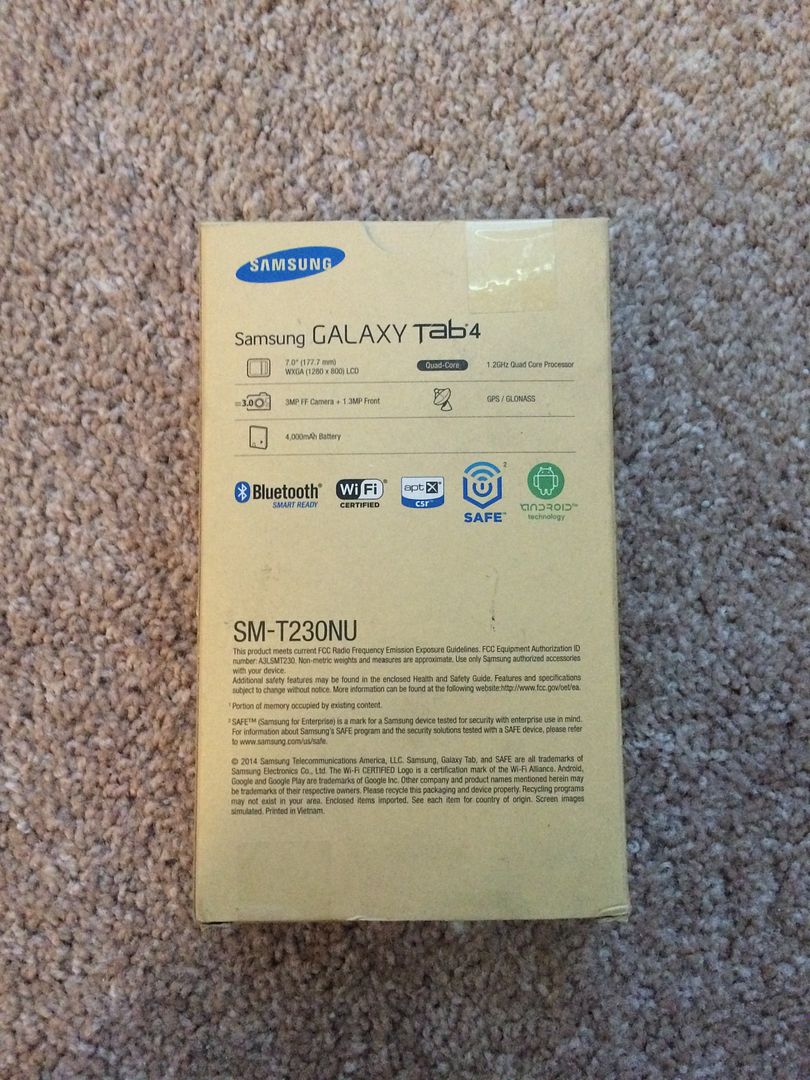 SAMSUNG
Samsung GALAXY Tab 4
7.0" (177.7 mm)
WXGA (1280 x 800) LCD
Quad-Core
1.2GHz Quad Core Processor
=3.0
3MP FF Camera + 1.3MP Front
GPS / GLONASS
4,000mAh Battery
Bluetooth®
SMART READY
Wi Fi®
CERTIFIED
aptX
CSR
SAFE™ 2
ANDROID™
technology
SM-T230NU
This product meets current FCC Radio Frequency Emission Exposure Guidelines. FCC Equipment Authorization ID
number: A3LSMT230. Non-metric weights and measures are approximate. Use only Samsung authorized accessories
with your device.
Additional safety features may be found in the enclosed Health and Safety Guide. Features and specifications
subject to change without notice. More information can be found at the following website:http://www.fcc.gov/oet/ea.
¹ Portion of memory occupied by existing content.
² SAFE™ (Samsung for Enterprise) is a mark for a Samsung device tested for security with enterprise use in mind.
For information about Samsung's SAFE program and the security solutions tested with a SAFE device, please refer
to www.samsung.com/us/safe.
© 2014 Samsung Telecommunications America, LLC. Samsung, Galaxy Tab, and SAFE are all trademarks of
Samsung Electronics Co., Ltd. The Wi-Fi CERTIFIED Logo is a certification mark of the Wi-Fi Alliance. Android,
Google and Google Play are trademarks of Google Inc. Other company and product names mentioned herein may
be trademarks of their respective owners. Please recycle this packaging and device properly. Recycling programs
may not exist in your area. Enclosed items imported. See each item for country of origin. Screen images
simulated. Printed in Vietnam.